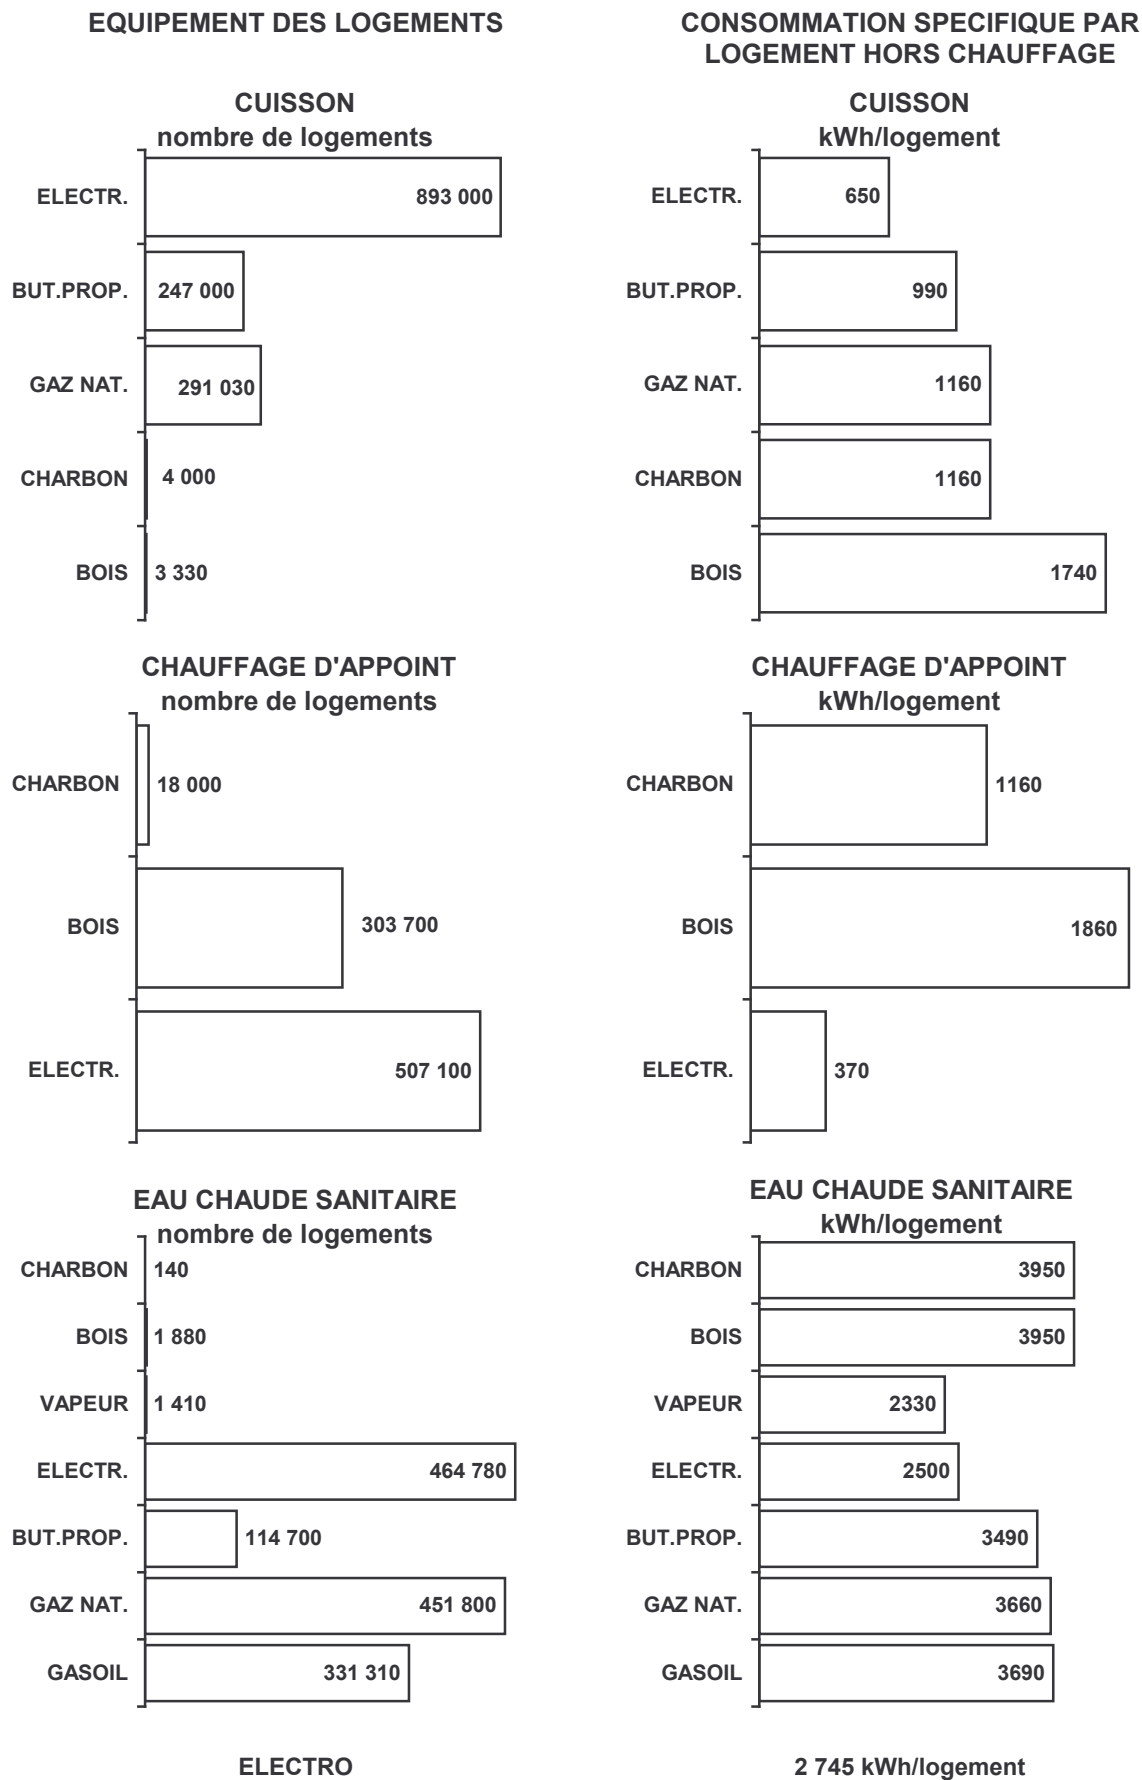 EQUIPEMENT DES LOGEMENTS
CONSOMMATION SPECIFIQUE PAR
LOGEMENT HORS CHAUFFAGE
CUISSON
nombre de logements
ELECTR. 893 000
BUT.PROP. 247 000
GAZ NAT. 291 030
CHARBON 4 000
BOIS 3 330
CUISSON
kWh/logement
ELECTR. 650
BUT.PROP. 990
GAZ NAT. 1160
CHARBON 1160
BOIS 1740
CHAUFFAGE D'APPOINT
nombre de logements
CHARBON 18 000
BOIS 303 700
ELECTR. 507 100
CHAUFFAGE D'APPOINT
kWh/logement
CHARBON 1160
BOIS 1860
ELECTR. 370
EAU CHAUDE SANITAIRE
nombre de logements
CHARBON 140
BOIS 1 880
VAPEUR 1 410
ELECTR. 464 780
BUT.PROP. 114 700
GAZ NAT. 451 800
GASOIL 331 310
EAU CHAUDE SANITAIRE
kWh/logement
CHARBON 3950
BOIS 3950
VAPEUR 2330
ELECTR. 2500
BUT.PROP. 3490
GAZ NAT. 3660
GASOIL 3690
ELECTRO
2 745 kWh/logement